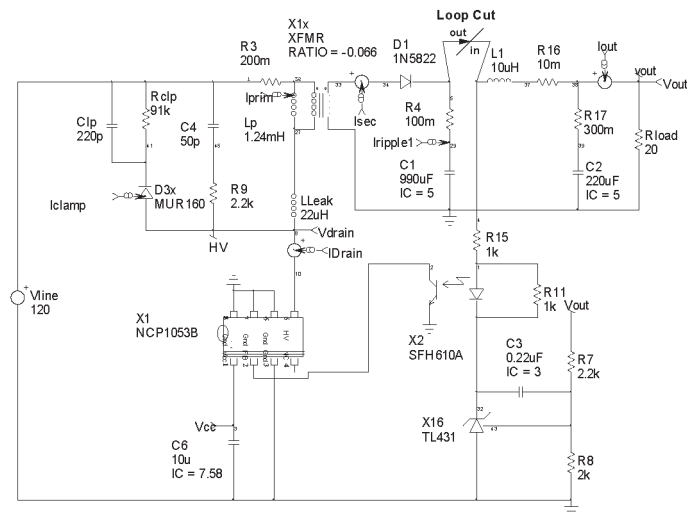 Loop Cut
out
in
X1x
XFMR
RATIO = -0.066
R3
200m
D1
1N5822
L1
10uH
R16
10m
Iout
vout
Vout
Iprim
Lp
1.24mH
Isec
R4
100m
Iripple1
R17
300m
Rload
20
Rclp
91k
Clp
220p
C4
50p
C1
990uF
IC = 5
C2
220uF
IC = 5
D3x
MUR160
Iclamp
R9
2.2k
LLeak
22uH
HV
Vdrain
IDrain
R15
1k
Vline
120
X1
NCP1053B
X2
SFH610A
R11
1k
Vout
C3
0.22uF
IC = 3
R7
2.2k
Vcc
C6
10u
IC = 7.58
X16
TL431
R8
2k